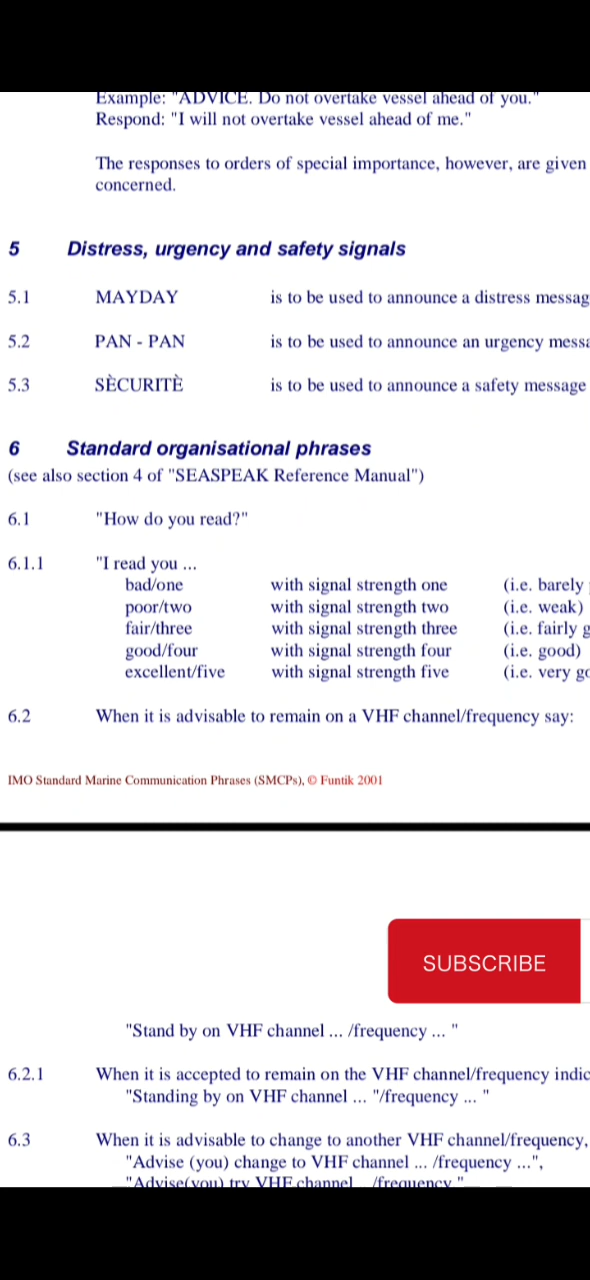 Example: "ADVICE. Do not overtake vessel ahead of you."
Respond: "I will not overtake vessel ahead of me."
The responses to orders of special importance, however, are given
concerned.
5 Distress, urgency and safety signals
5.1 MAYDAY is to be used to announce a distress messag
5.2 PAN - PAN is to be used to announce an urgency messa
5.3 SÈCURITÈ is to be used to announce a safety message
6 Standard organisational phrases
(see also section 4 of "SEASPEAK Reference Manual")
6.1 "How do you read?"
6.1.1 "I read you ...
bad/one with signal strength one (i.e. barely
poor/two with signal strength two (i.e. weak)
fair/three with signal strength three (i.e. fairly g
good/four with signal strength four (i.e. good)
excellent/five with signal strength five (i.e. very go
6.2 When it is advisable to remain on a VHF channel/frequency say:
IMO Standard Marine Communication Phrases (SMCPs), © Funtik 2001
SUBSCRIBE
"Stand by on VHF channel ... /frequency ... "
6.2.1 When it is accepted to remain on the VHF channel/frequency indic
"Standing by on VHF channel ... "/frequency ... "
6.3 When it is advisable to change to another VHF channel/frequency,
"Advise (you) change to VHF channel ... /frequency ...",
"Advise(you) try VHF channel .. /frequency "